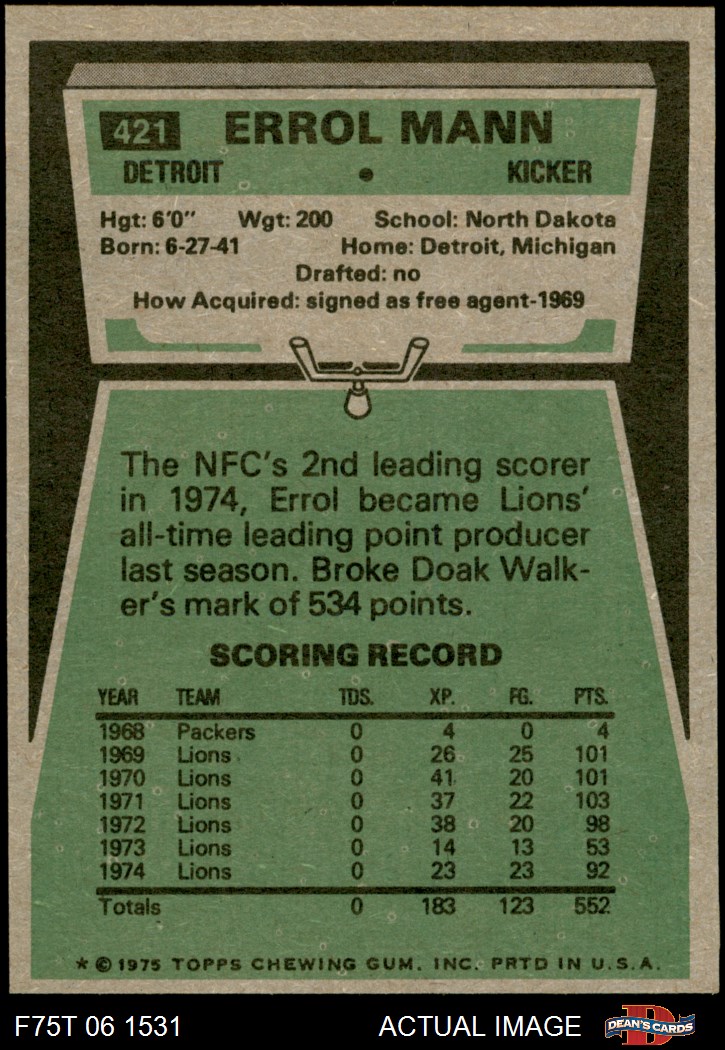 421 ERROL MANN
DETROIT • KICKER
Hgt: 6'0" Wgt: 200 School: North Dakota
Born: 6-27-41 Home: Detroit, Michigan
Drafted: no
How Acquired: signed as free agent-1969
The NFC's 2nd leading scorer
in 1974, Errol became Lions'
all-time leading point producer
last season. Broke Doak Walk-
er's mark of 534 points.
SCORING RECORD
YEAR TEAM TDS. XP. FG. PTS.
1968 Packers 0 4 0 4
1969 Lions 0 26 25 101
1970 Lions 0 41 20 101
1971 Lions 0 37 22 103
1972 Lions 0 38 20 98
1973 Lions 0 14 13 53
1974 Lions 0 23 23 92
Totals 0 183 123 552
* © 1975 TOPPS CHEWING GUM, INC. PRTD IN U.S.A.
F75T 06 1531 ACTUAL IMAGE DEAN'S CARDS